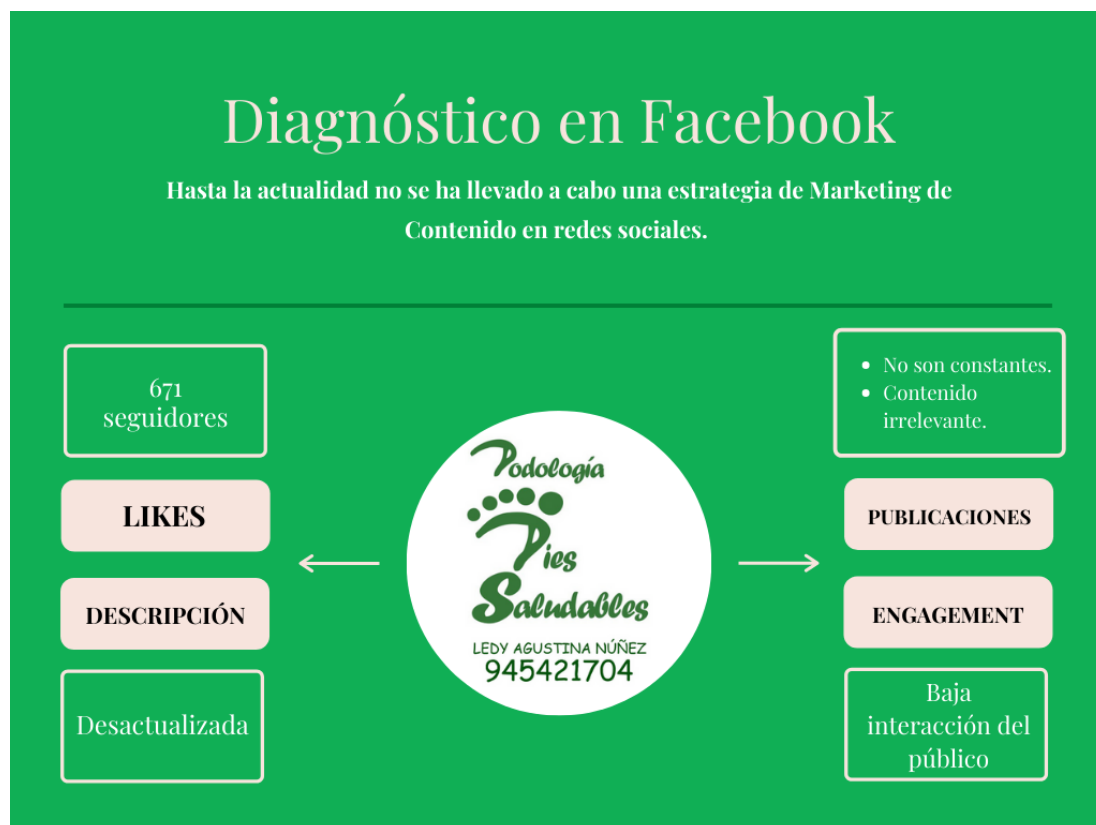 Diagnóstico en Facebook
Hasta la actualidad no se ha llevado a cabo una estrategia de Marketing de
Contenido en redes sociales.
671
seguidores
LIKES
DESCRIPCIÓN
Desactualizada
Podología
Pies
Saludables
LEDY AGUSTINA NÚÑEZ
945421704
• No son constantes.
• Contenido
irrelevante.
PUBLICACIONES
ENGAGEMENT
Baja
interacción del
público